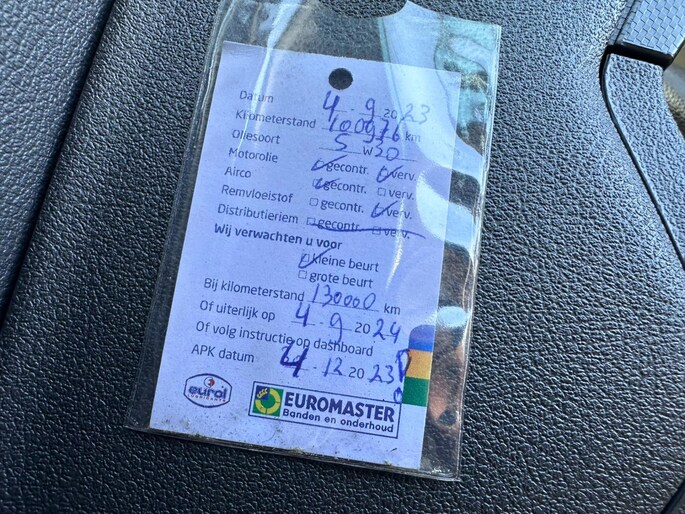 Datum 4-9 2023
Kilometerstand 100976 km
Oliesoort 5 W30
Motorolie gecontr. verv.
Airco gecontr. verv.
Remvloeistof gecontr. verv.
Distributieriem gecontr. verv.
Wij verwachten u voor
kleine beurt
grote beurt
Bij kilometerstand 130000 km
Of uiterlijk op 4-9 2024
Of volg instructie op dashboard
APK datum -12 2023
eurol
EUROMASTER
Banden en onderhoud